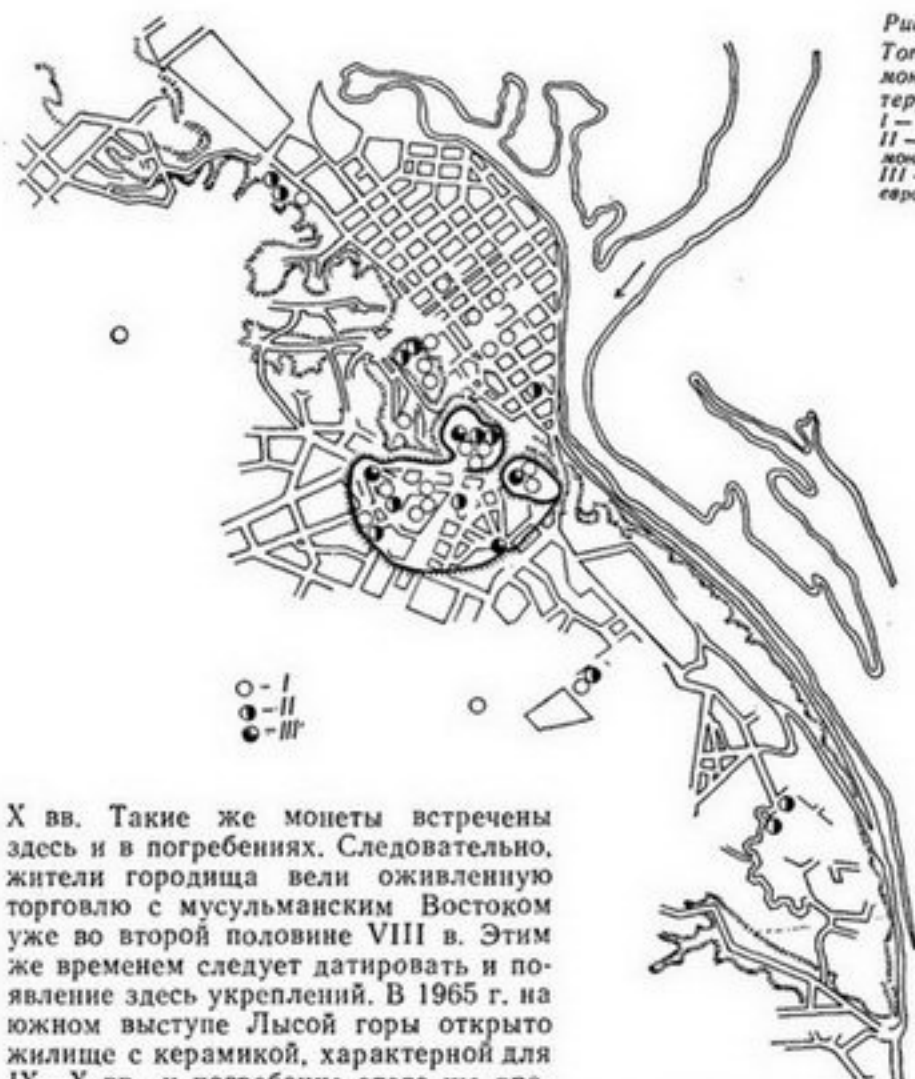 Рис
Топ
мон
тер
I —
II —
мон
III —
евро
○ – I
◑ – II
– III
X вв. Такие же монеты встречены
здесь и в погребениях. Следовательно,
жители городища вели оживленную
торговлю с мусульманским Востоком
уже во второй половине VIII в. Этим
же временем следует датировать и по-
явление здесь укреплений. В 1965 г. на
южном выступе Лысой горы открыто
жилище с керамикой, характерной для